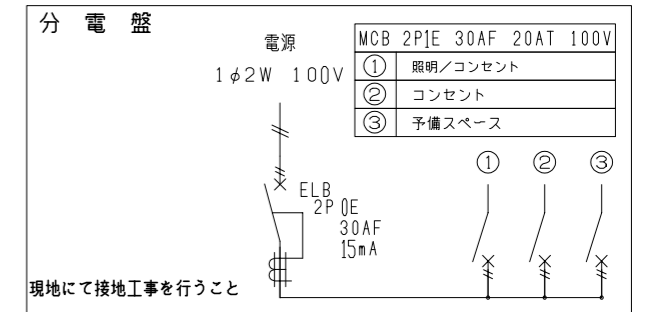 分電盤
電源
1φ2W 100V
MCB 2P1E 30AF 20AT 100V
① 照明/コンセント
② コンセント
③ 予備スペース
① ② ③
ELB
2P 0E
30AF
15mA
現地にて接地工事を行うこと